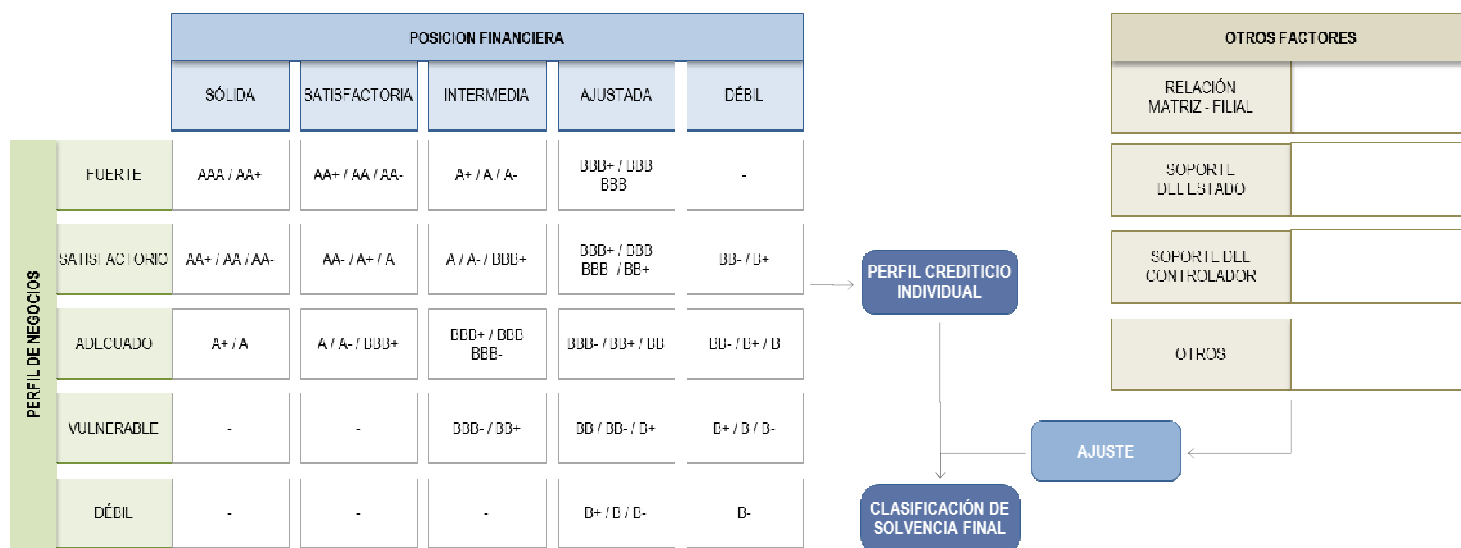 POSICION FINANCIERA
OTROS FACTORES
SÓLIDA SATISFACTORIA INTERMEDIA AJUSTADA DÉBIL
RELACIÓN
MATRIZ - FILIAL
PERFIL DE NEGOCIOS
FUERTE AAA / AA+ AA+ / AA / AA- A+ / A / A- BBB+ / BBB
BBB -
SOPORTE
DEL ESTADO
SATISFACTORIO AA+ / AA / AA- AA- / A+ / A A / A- / BBB+ BBB+ / BBB
BBB / BB+ BB- / B+
SOPORTE DEL
CONTROLADOR
PERFIL CREDITICIO
INDIVIDUAL
ADECUADO A+ / A A / A- / BBB+ BBB+ / BBB
BBB- BBB- / BB+ / BB BB- / B+ / B
OTROS
VULNERABLE - - BBB- / BB+ BB / BB- / B+ B+ / B / B-
AJUSTE
DÉBIL - - - B+ / B / B- B-
CLASIFICACIÓN DE
SOLVENCIA FINAL